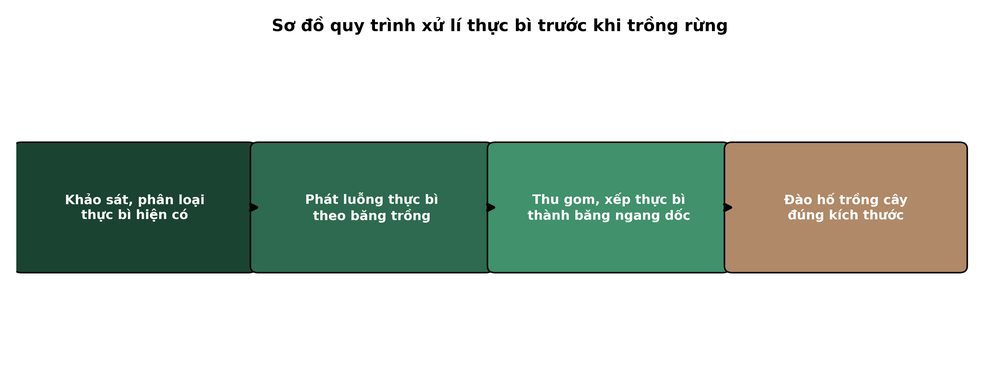 Sơ đồ quy trình xử lí thực bì trước khi trồng rừng
Khảo sát, phân loại
thực bì hiện có
Phát luỗng thực bì
theo băng trồng
Thu gom, xếp thực bì
thành băng ngang dốc
Đào hố trồng cây
đúng kích thước